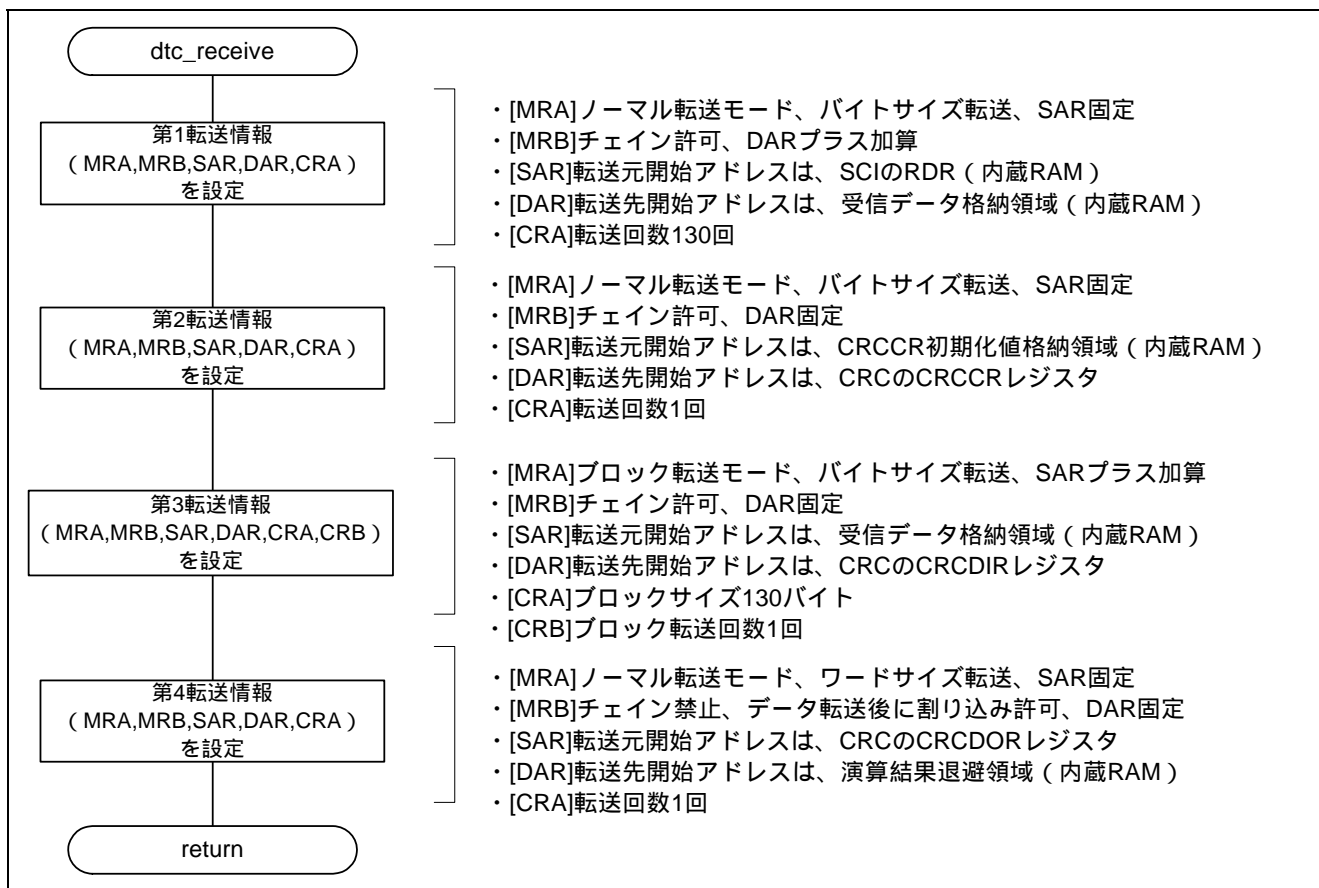 dtc_receive
第1転送情報
（MRA,MRB,SAR,DAR,CRA）
を設定
・[MRA]ノーマル転送モード、バイトサイズ転送、SAR固定
・[MRB]チェイン許可、DARプラス加算
・[SAR]転送元開始アドレスは、SCIのRDR（内蔵RAM）
・[DAR]転送先開始アドレスは、受信データ格納領域（内蔵RAM）
・[CRA]転送回数130回
第2転送情報
（MRA,MRB,SAR,DAR,CRA）
を設定
・[MRA]ノーマル転送モード、バイトサイズ転送、SAR固定
・[MRB]チェイン許可、DAR固定
・[SAR]転送元開始アドレスは、CRCCR初期化値格納領域（内蔵RAM）
・[DAR]転送先開始アドレスは、CRCのCRCCRレジスタ
・[CRA]転送回数1回
第3転送情報
（MRA,MRB,SAR,DAR,CRA,CRB）
を設定
・[MRA]ブロック転送モード、バイトサイズ転送、SARプラス加算
・[MRB]チェイン許可、DAR固定
・[SAR]転送元開始アドレスは、受信データ格納領域（内蔵RAM）
・[DAR]転送先開始アドレスは、CRCのCRCDIRレジスタ
・[CRA]ブロックサイズ130バイト
・[CRB]ブロック転送回数1回
第4転送情報
（MRA,MRB,SAR,DAR,CRA）
を設定
・[MRA]ノーマル転送モード、ワードサイズ転送、SAR固定
・[MRB]チェイン禁止、データ転送後に割り込み許可、DAR固定
・[SAR]転送元開始アドレスは、CRCのCRCDORレジスタ
・[DAR]転送先開始アドレスは、演算結果退避領域（内蔵RAM）
・[CRA]転送回数1回
return